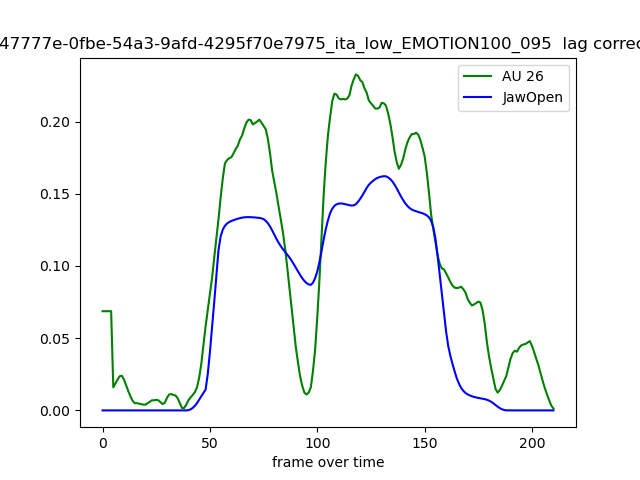 47777e-0fbe-54a3-9afd-4295f70e7975_ita_low_EMOTION100_095 lag correc
AU 26
JawOpen
0.20
0.15
0.10
0.05
0.00
0 50 100 150 200
frame over time